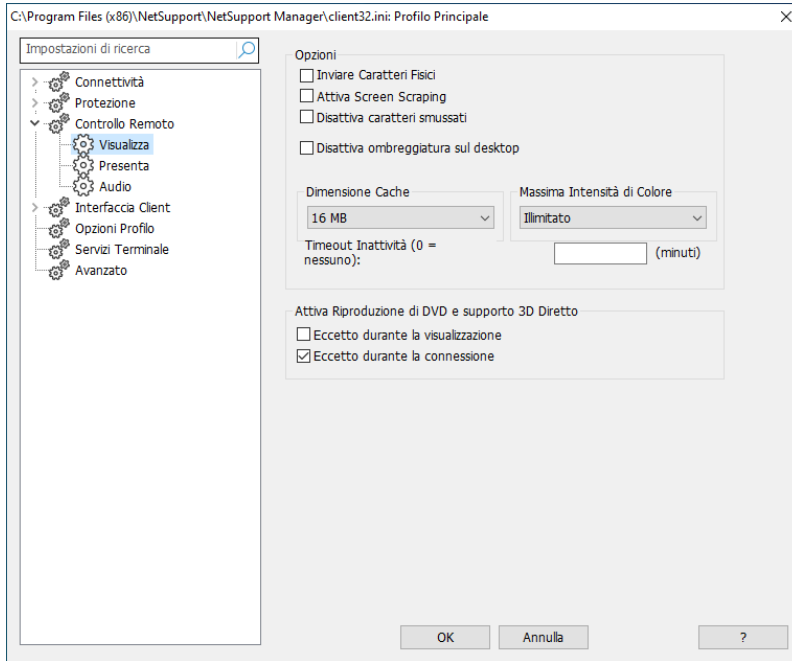 C:\Program Files (x86)\NetSupport\NetSupport Manager\client32.ini: Profilo Principale
Impostazioni di ricerca
Connettività
Protezione
Controllo Remoto
Visualizza
Presenta
Audio
Interfaccia Client
Opzioni Profilo
Servizi Terminale
Avanzato
Opzioni
Inviare Caratteri Fisici
Attiva Screen Scraping
Disattiva caratteri smussati
Disattiva ombreggiatura sul desktop
Dimensione Cache
16 MB
Massima Intensità di Colore
Illimitato
Timeout Inattività (0 =
nessuno):
(minuti)
Attiva Riproduzione di DVD e supporto 3D Diretto
Eccetto durante la visualizzazione
Eccetto durante la connessione
OK
Annulla
?